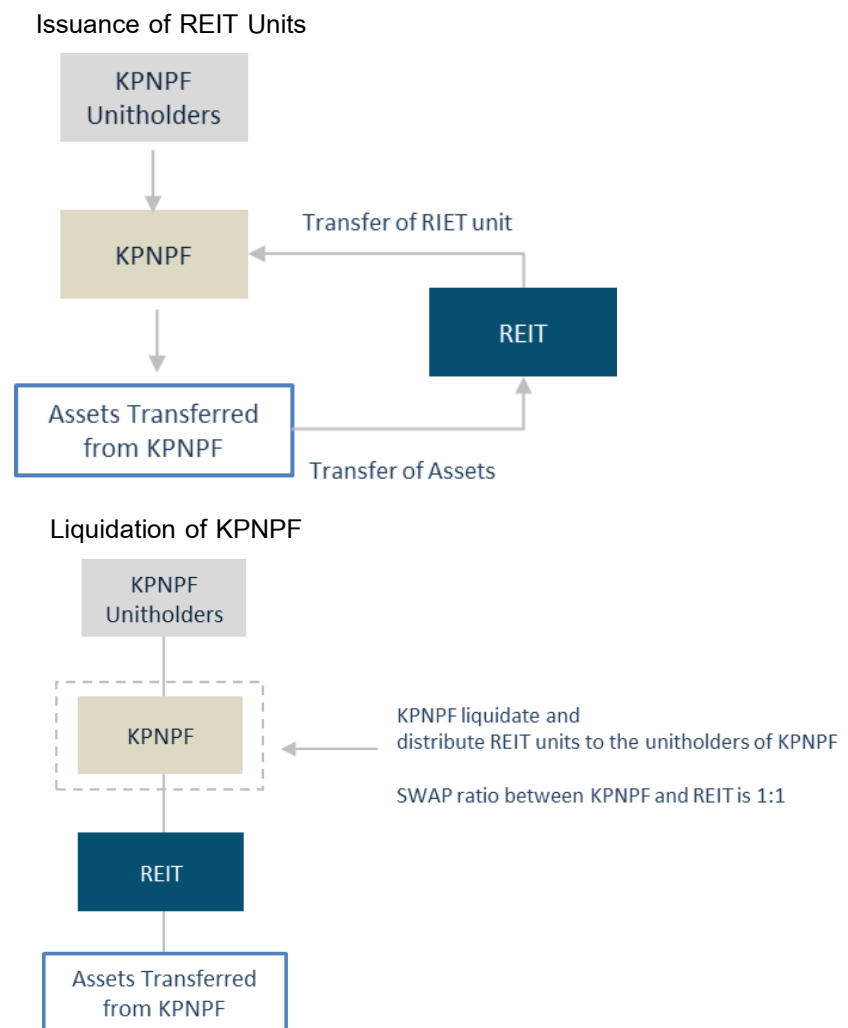 Issuance of REIT Units
KPNPF
Unitholders
KPNPF
Transfer of RIET unit
REIT
Assets Transferred
from KPNPF
Transfer of Assets
Liquidation of KPNPF
KPNPF
Unitholders
KPNPF
KPNPF liquidate and
distribute REIT units to the unitholders of KPNPF
SWAP ratio between KPNPF and REIT is 1:1
REIT
Assets Transferred
from KPNPF